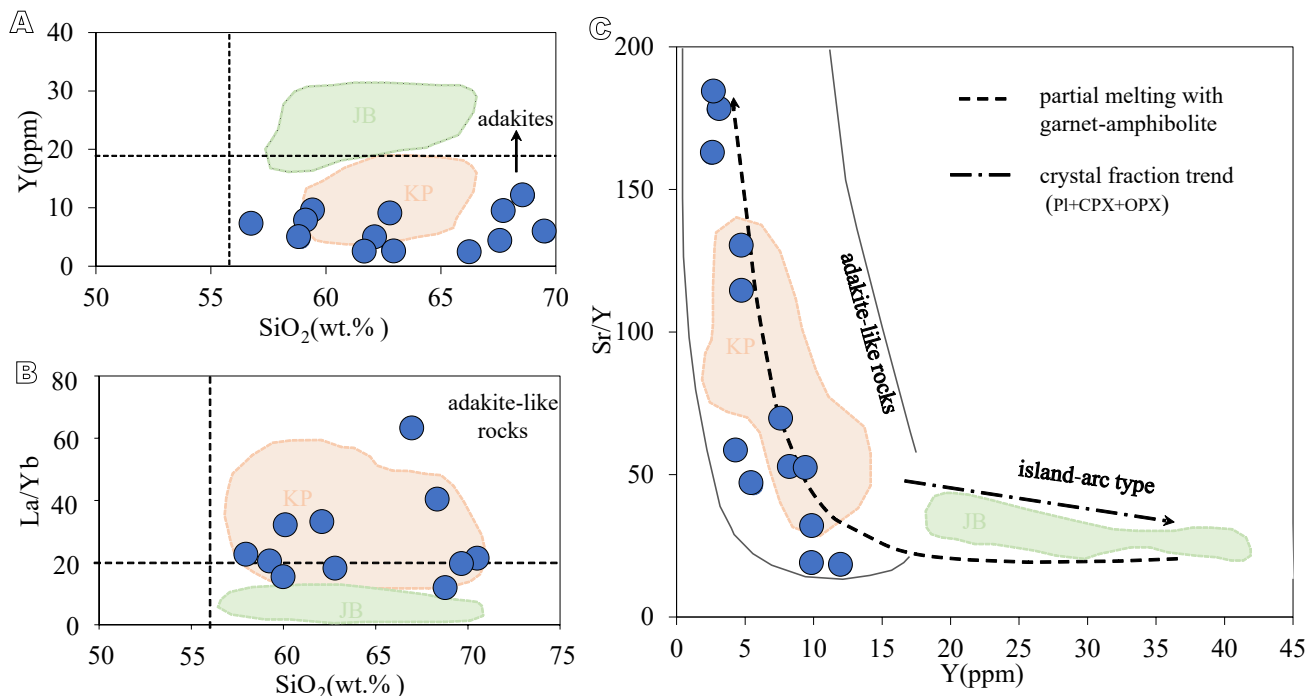 A
40
30
20
10
0
Y(ppm)
JB
adakites
KP
50
55
60
65
70
SiO2(wt.% )
B
80
60
40
20
0
La/Yb
adakite-like
rocks
KP
JB
50
55
60
65
70
75
SiO2(wt.% )
C
200
150
100
50
0
Sr/Y
partial melting with
garnet-amphibolite
crystal fraction trend
(Pl+CPX+OPX)
adakite-like rocks
KP
island-arc type
JB
0
5
10
15
20
25
30
35
40
45
Y(ppm)